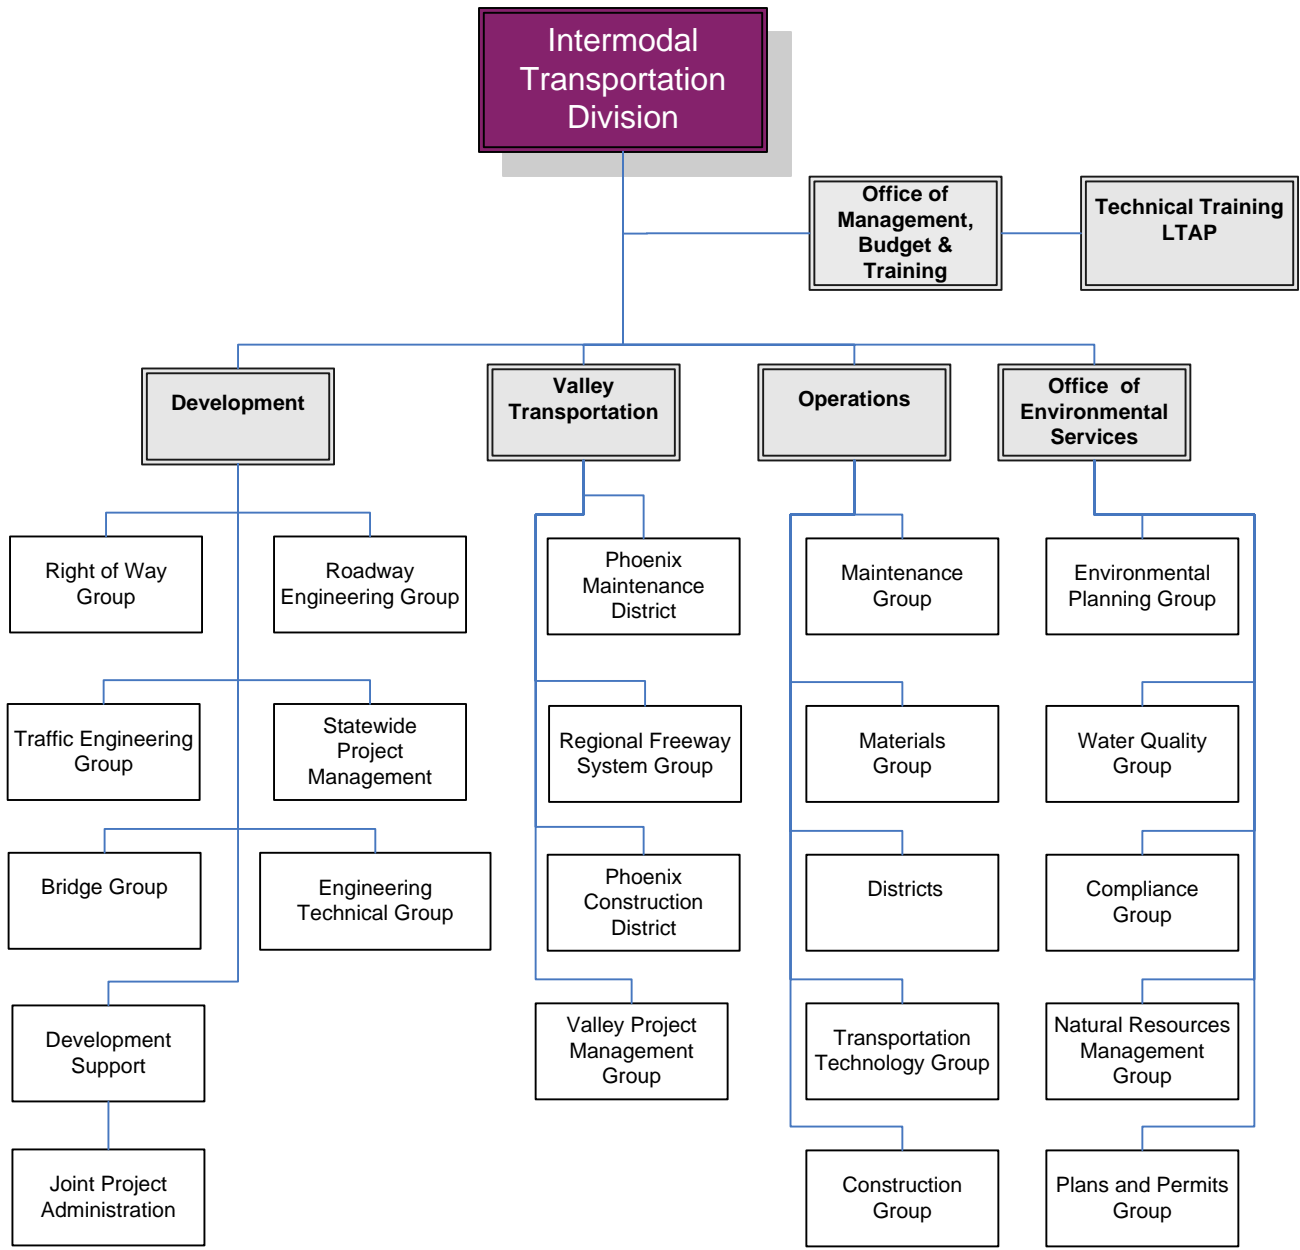 Intermodal
Transportation
Division
Office of
Management,
Budget &
Training
Technical Training
LTAP
Development
Valley
Transportation
Operations
Office of
Environmental
Services
Right of Way
Group
Roadway
Engineering Group
Phoenix
Maintenance
District
Maintenance
Group
Environmental
Planning Group
Traffic Engineering
Group
Statewide
Project
Management
Regional Freeway
System Group
Materials
Group
Water Quality
Group
Bridge Group
Engineering
Technical Group
Phoenix
Construction
District
Districts
Compliance
Group
Development
Support
Valley Project
Management
Group
Transportation
Technology Group
Natural Resources
Management
Group
Joint Project
Administration
Construction
Group
Plans and Permits
Group